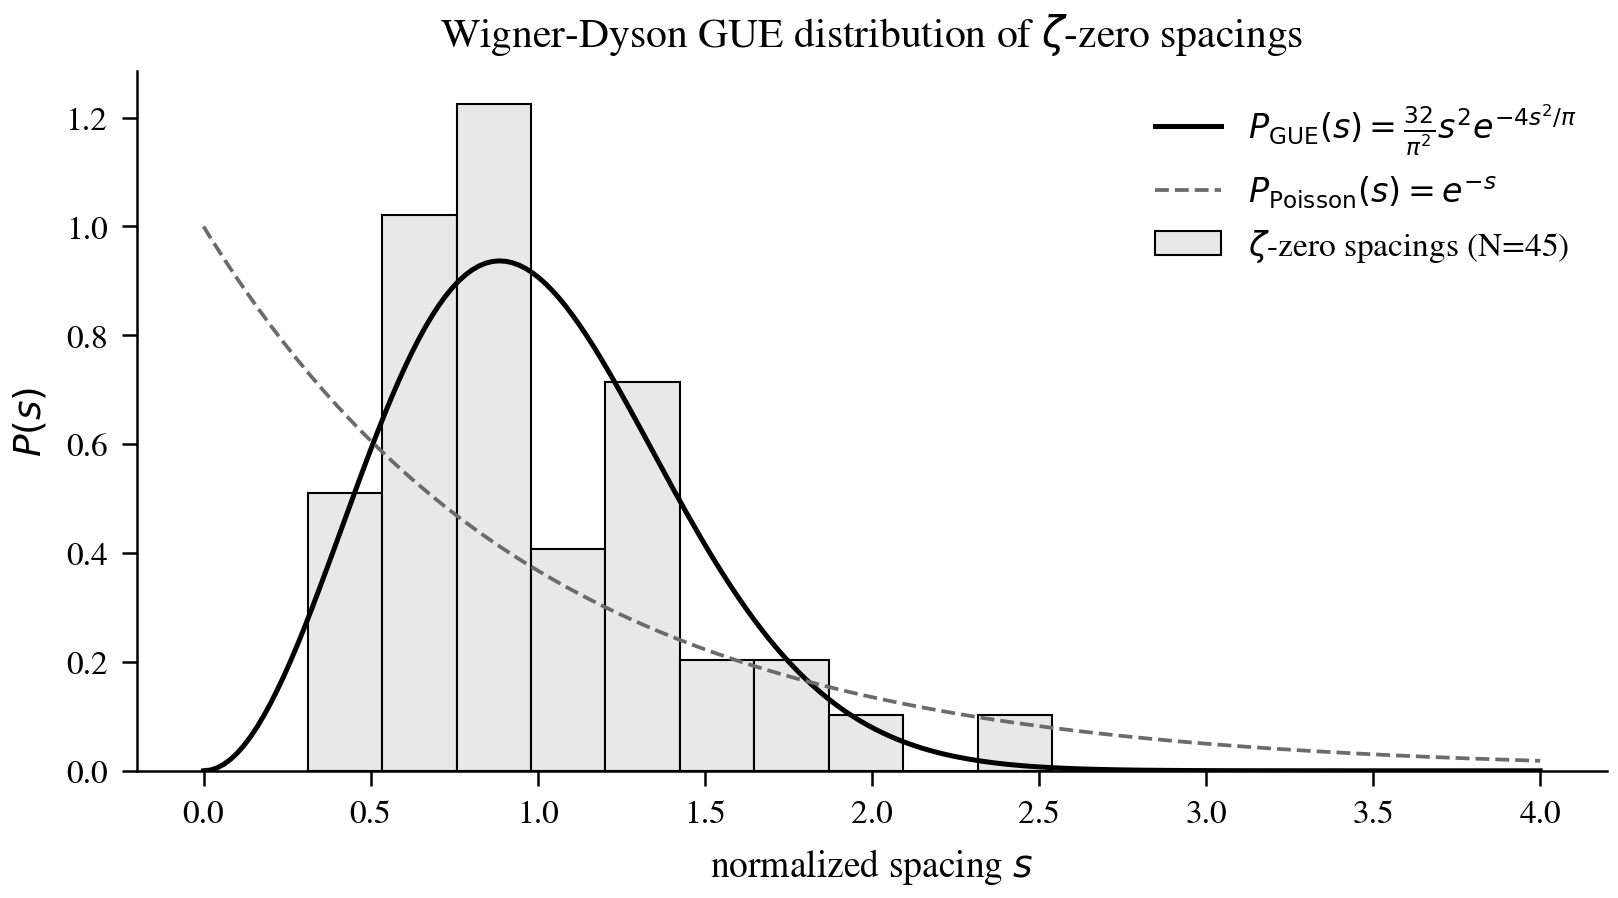 Wigner-Dyson GUE distribution of ζ-zero spacings
P_GUE(s) = 32/π² s² e^{-4s²/π}
P_Poisson(s) = e^{-s}
ζ-zero spacings (N=45)
P(s)
1.2
1.0
0.8
0.6
0.4
0.2
0.0
0.0 0.5 1.0 1.5 2.0 2.5 3.0 3.5 4.0
normalized spacing s